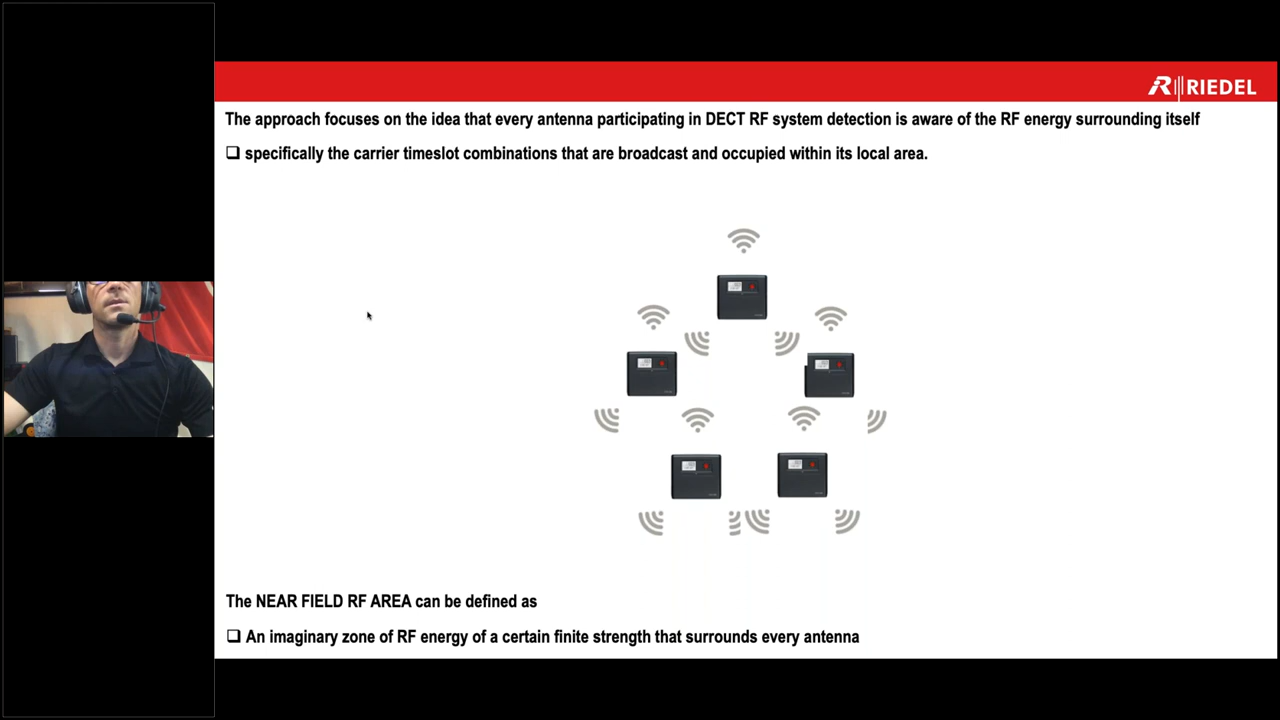 RIEDEL
The approach focuses on the idea that every antenna participating in DECT RF system detection is aware of the RF energy surrounding itself
specifically the carrier timeslot combinations that are broadcast and occupied within its local area.
The NEAR FIELD RF AREA can be defined as
An imaginary zone of RF energy of a certain finite strength that surrounds every antenna